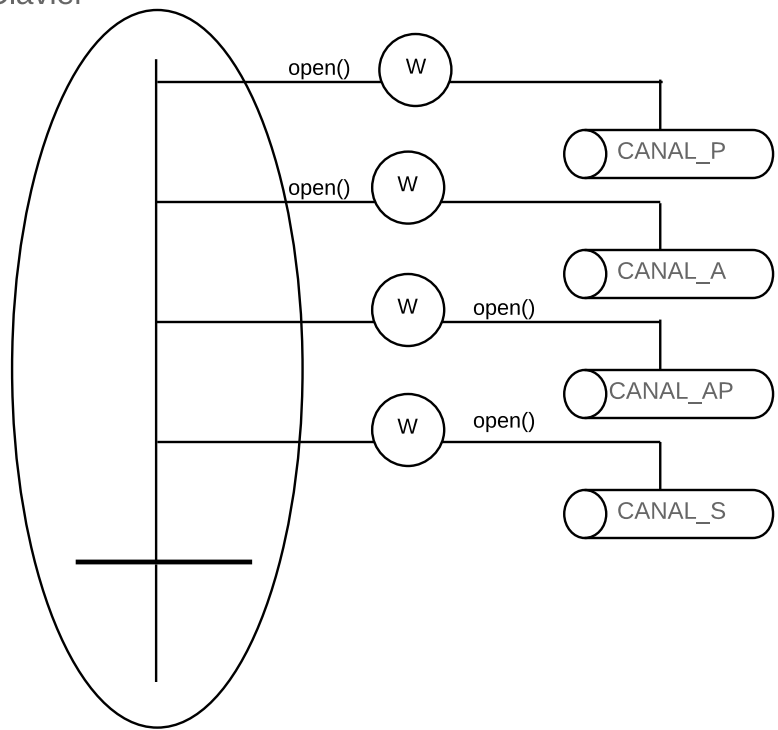 open()
W
CANAL_P
open()
W
CANAL_A
W
open()
CANAL_AP
W
open()
CANAL_S